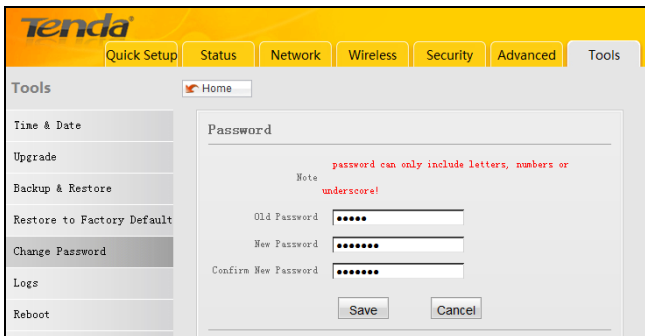 Tenda
Quick Setup Status Network Wireless Security Advanced Tools
Tools
Home
Time & Date
Upgrade
Backup & Restore
Restore to Factory Default
Change Password
Logs
Reboot
Password
Note password can only include letters, numbers or
underscore!
Old Password •••••
New Password •••••••
Confirm New Password •••••••
Save Cancel